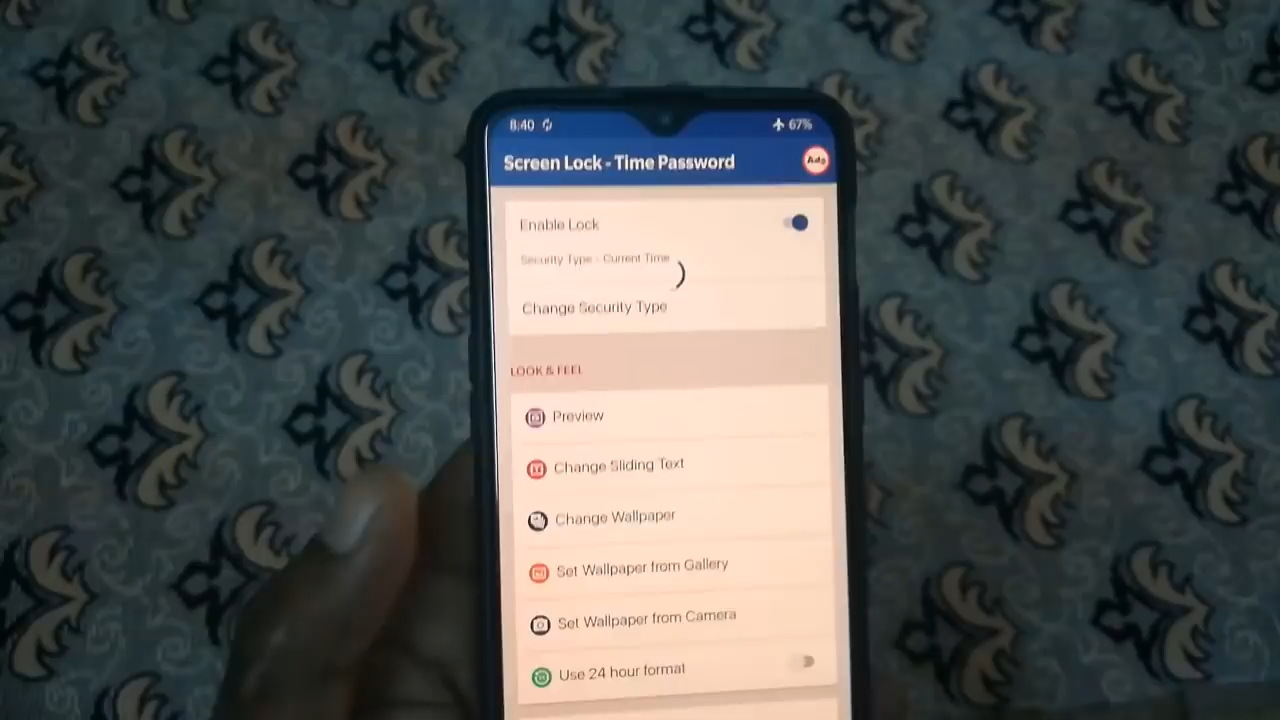 8:40 67%
Screen Lock - Time Password Ads
Enable Lock
Security Type - Current Time
Change Security Type
LOOK & FEEL
Preview
Change Sliding Text
Change Wallpaper
Set Wallpaper from Gallery
Set Wallpaper from Camera
Use 24 hour format